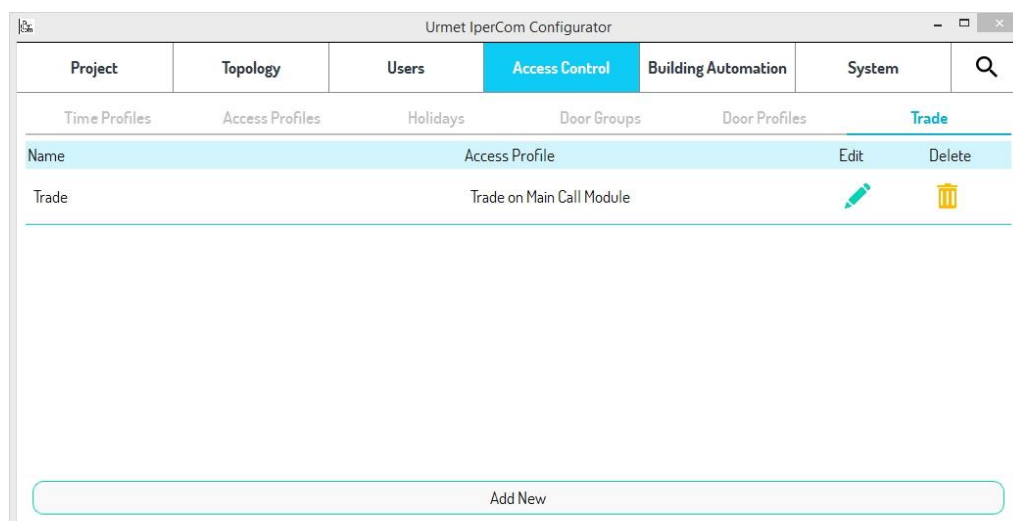 Urmet IperCom Configurator
Project Topology Users Access Control Building Automation System
Time Profiles Access Profiles Holidays Door Groups Door Profiles Trade
Name Access Profile Edit Delete
Trade Trade on Main Call Module
Add New